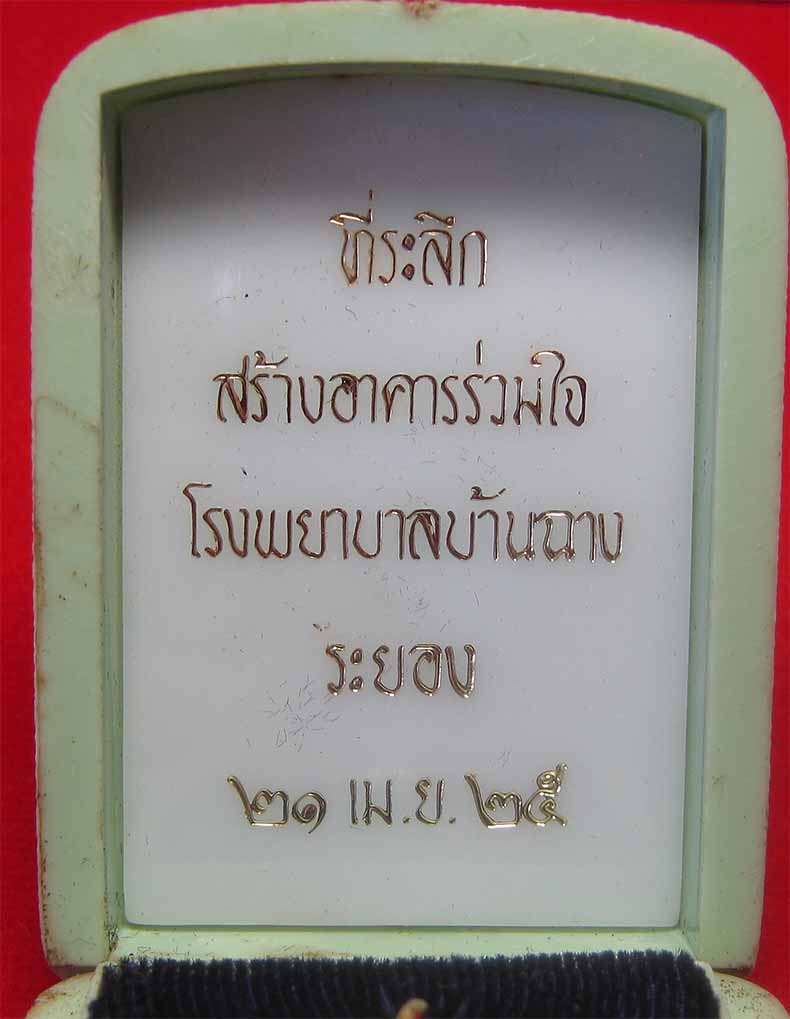 ที่ระลึก
สร้างอาคารร่วมใจ
โรงพยาบาลบ้านฉาง
ระยอง
๒๑ เม.ย. ๒๕